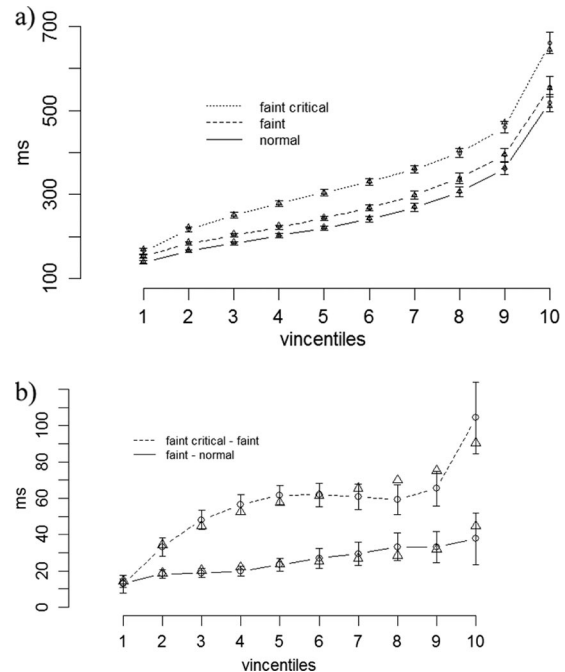 a)
700
500
300
100
ms
faint critical
faint
normal
1 2 3 4 5 6 7 8 9 10
vincentiles
b)
100
80
60
40
20
0
ms
faint critical - faint
faint - normal
1 2 3 4 5 6 7 8 9 10
vincentiles